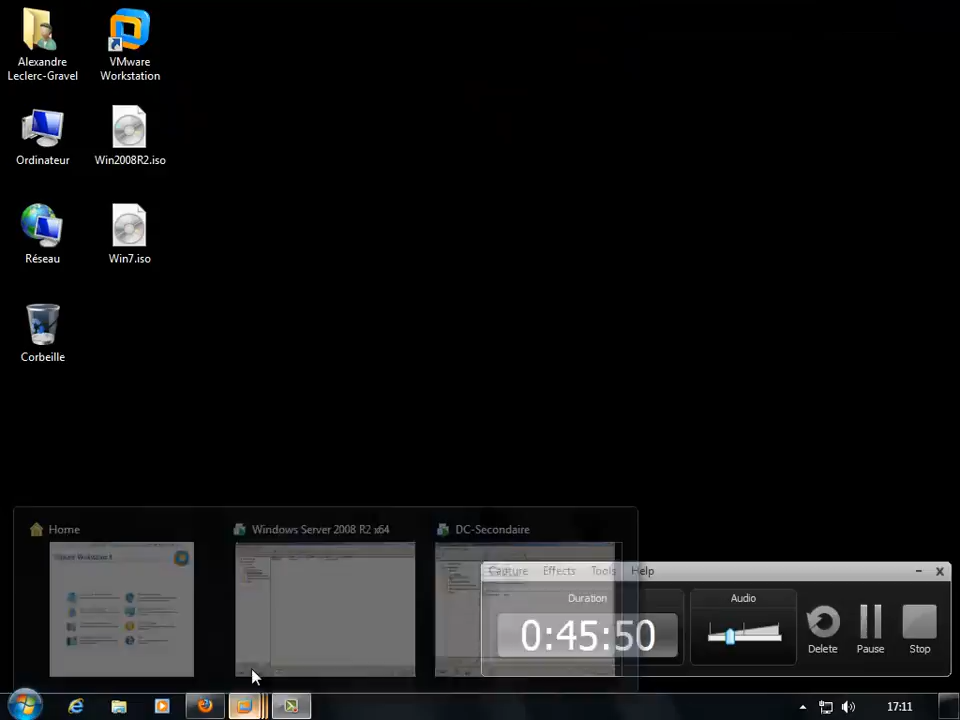 Alexandre
Leclerc-Gravel
VMware
Workstation
Ordinateur
Win2008R2.iso
Réseau
Win7.iso
Corbeille
Home
Windows Server 2008 R2 x64
DC-Secondaire
Capture
Effects
Tools
Help
Duration
0:45:50
Audio
Delete
Pause
Stop
17:11